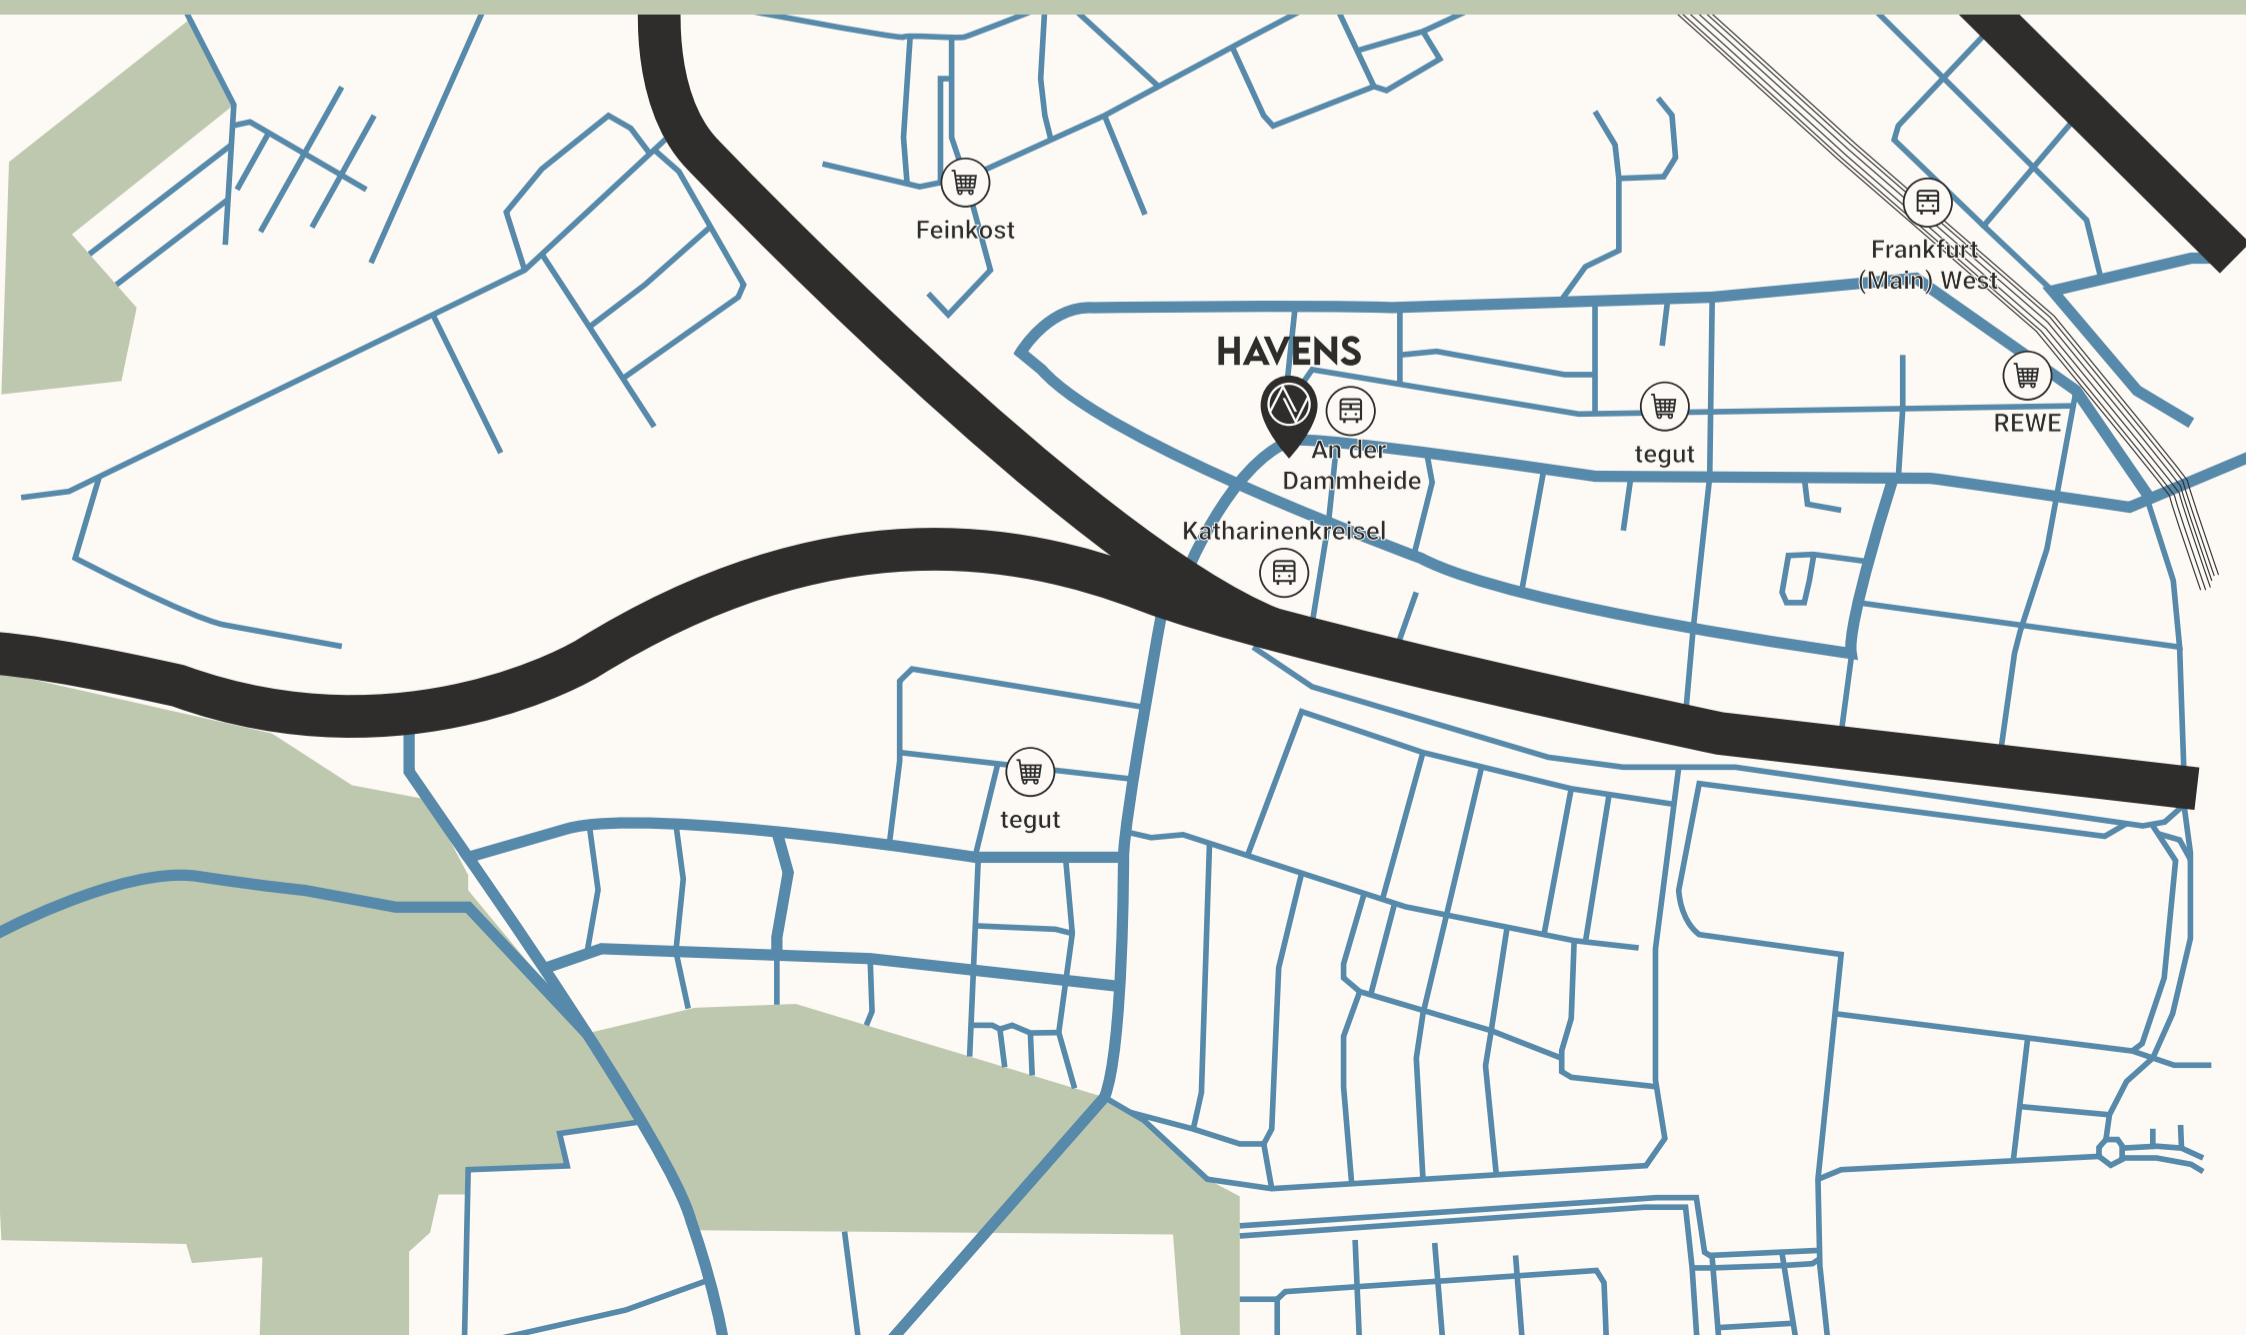 Feinkost
Frankfurt
(Main) West
HAVENS
REWE
An der
Dammheide
tegut
Katharinenkreisel
tegut